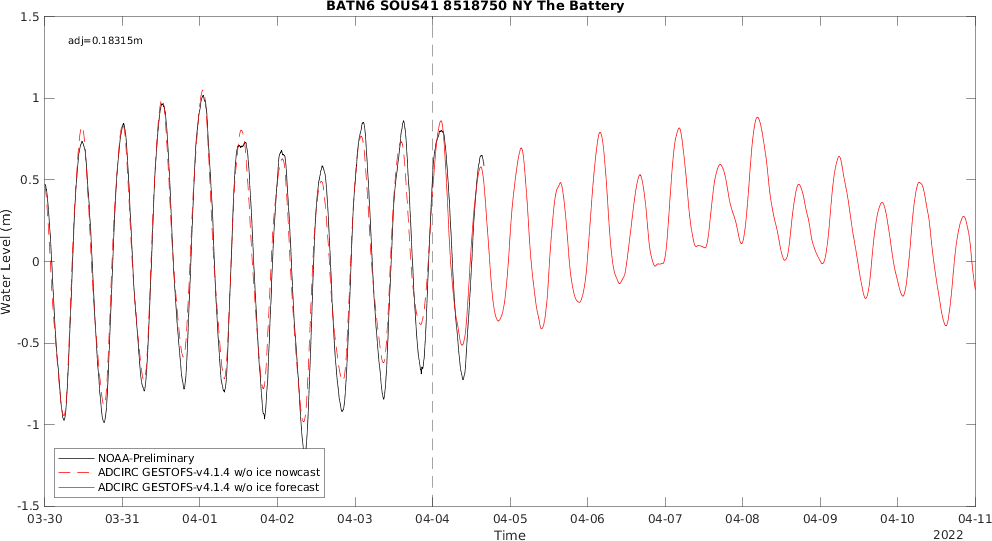 BATN6 SOUS41 8518750 NY The Battery
adj=0.18315m
Water Level (m)
1.5
1
0.5
0
-0.5
-1
-1.5
NOAA-Preliminary
ADCIRC GESTOFS-v4.1.4 w/o ice nowcast
ADCIRC GESTOFS-v4.1.4 w/o ice forecast
03-30 03-31 04-01 04-02 04-03 04-04 04-05 04-06 04-07 04-08 04-09 04-10 04-11
Time
2022